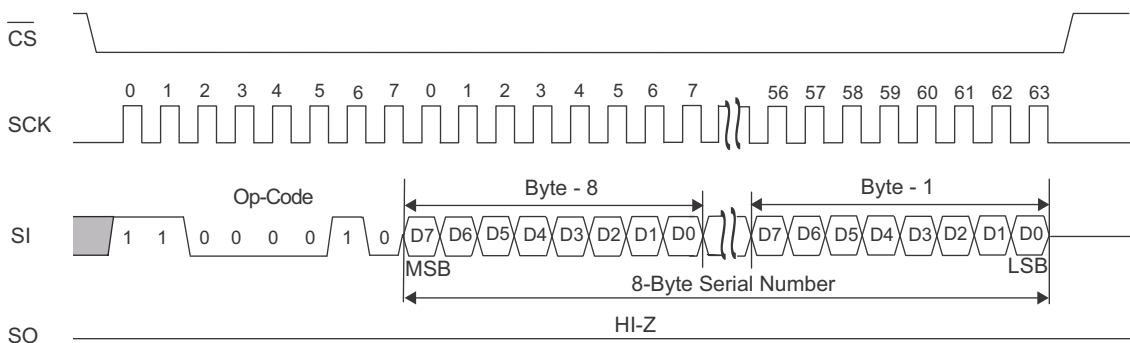 CS
0 1 2 3 4 5 6 7 0 1 2 3 4 5 6 7 56 57 58 59 60 61 62 63
SCK
Op-Code Byte - 8 Byte - 1
SI 1 1 0 0 0 0 1 0 D7 D6 D5 D4 D3 D2 D1 D0 D7 D6 D5 D4 D3 D2 D1 D0
MSB LSB
8-Byte Serial Number
HI-Z
SO